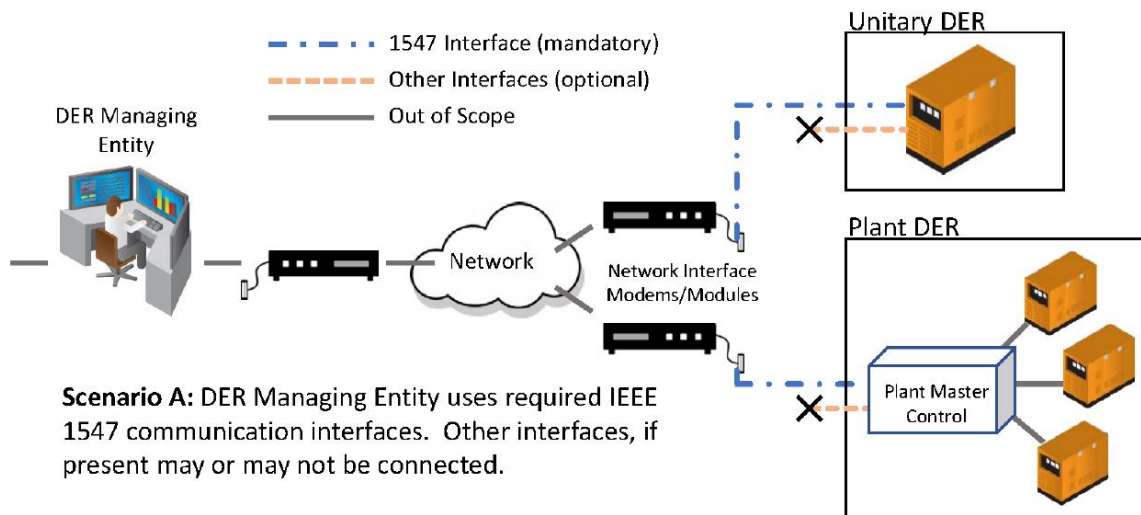 Unitary DER
1547 Interface (mandatory)
Other Interfaces (optional)
Out of Scope
DER Managing
Entity
Network
Network Interface
Modems/Modules
Plant DER
Plant Master
Control
Scenario A: DER Managing Entity uses required IEEE
1547 communication interfaces.  Other interfaces, if
present may or may not be connected.